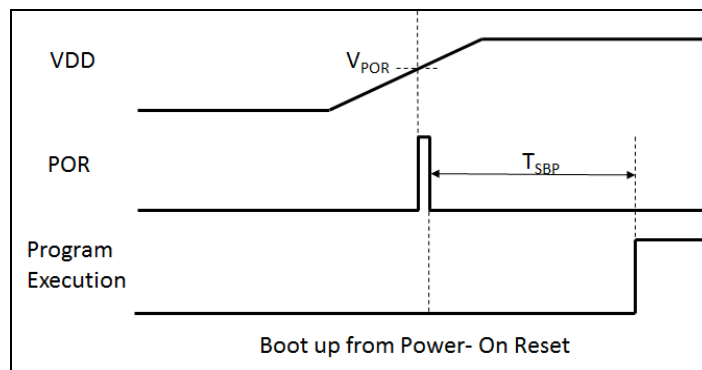 VDD
VPOR
POR
TSBP
Program
Execution
Boot up from Power- On Reset